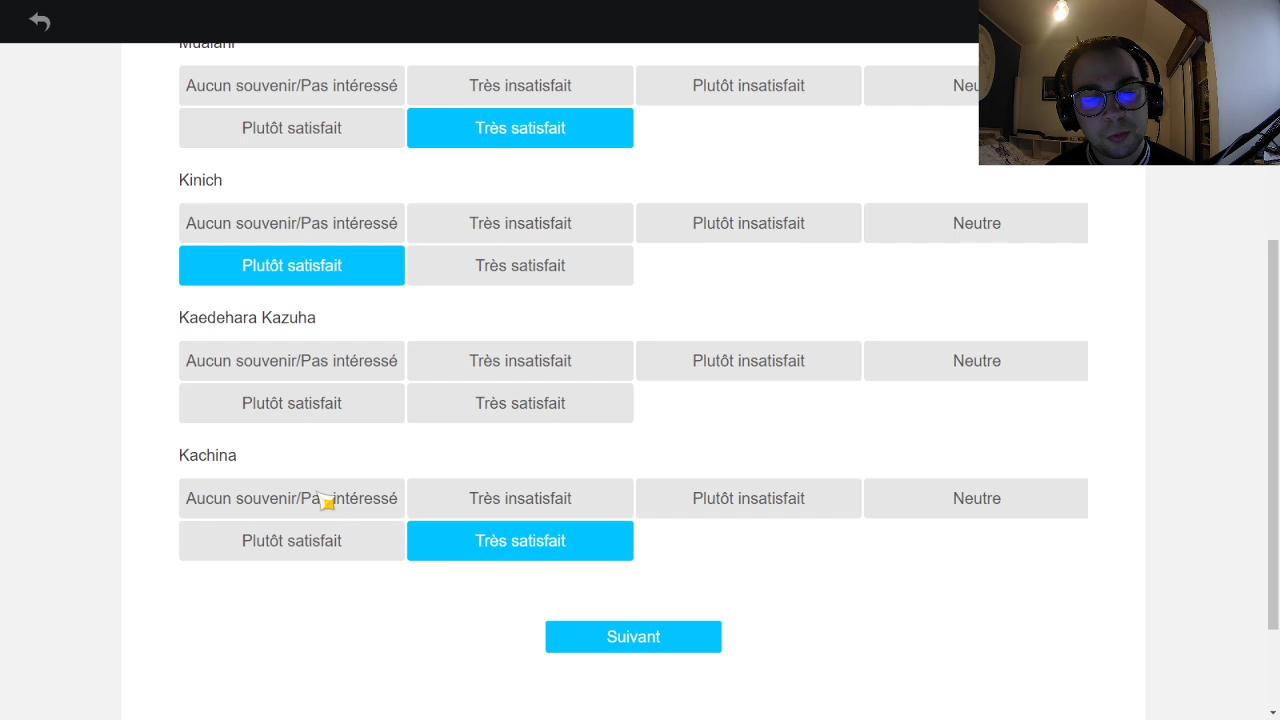 Mualani
Aucun souvenir/Pas intéressé Très insatisfait Plutôt insatisfait
Plutôt satisfait Très satisfait
Kinich
Aucun souvenir/Pas intéressé Très insatisfait Plutôt insatisfait Neutre
Plutôt satisfait Très satisfait
Kaedehara Kazuha
Aucun souvenir/Pas intéressé Très insatisfait Plutôt insatisfait Neutre
Plutôt satisfait Très satisfait
Kachina
Aucun souvenir/Pas intéressé Très insatisfait Plutôt insatisfait Neutre
Plutôt satisfait Très satisfait
Suivant